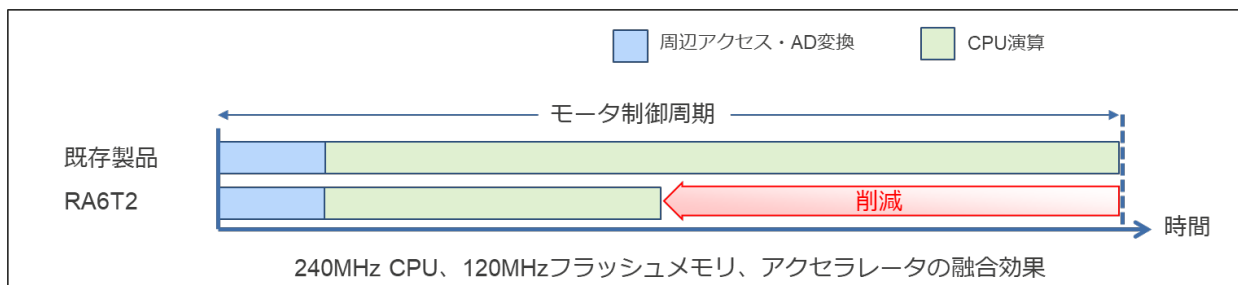 周辺アクセス・AD変換
CPU演算
モータ制御周期
既存製品
RA6T2
削減
時間
240MHz CPU、120MHzフラッシュメモリ、アクセラレータの融合効果